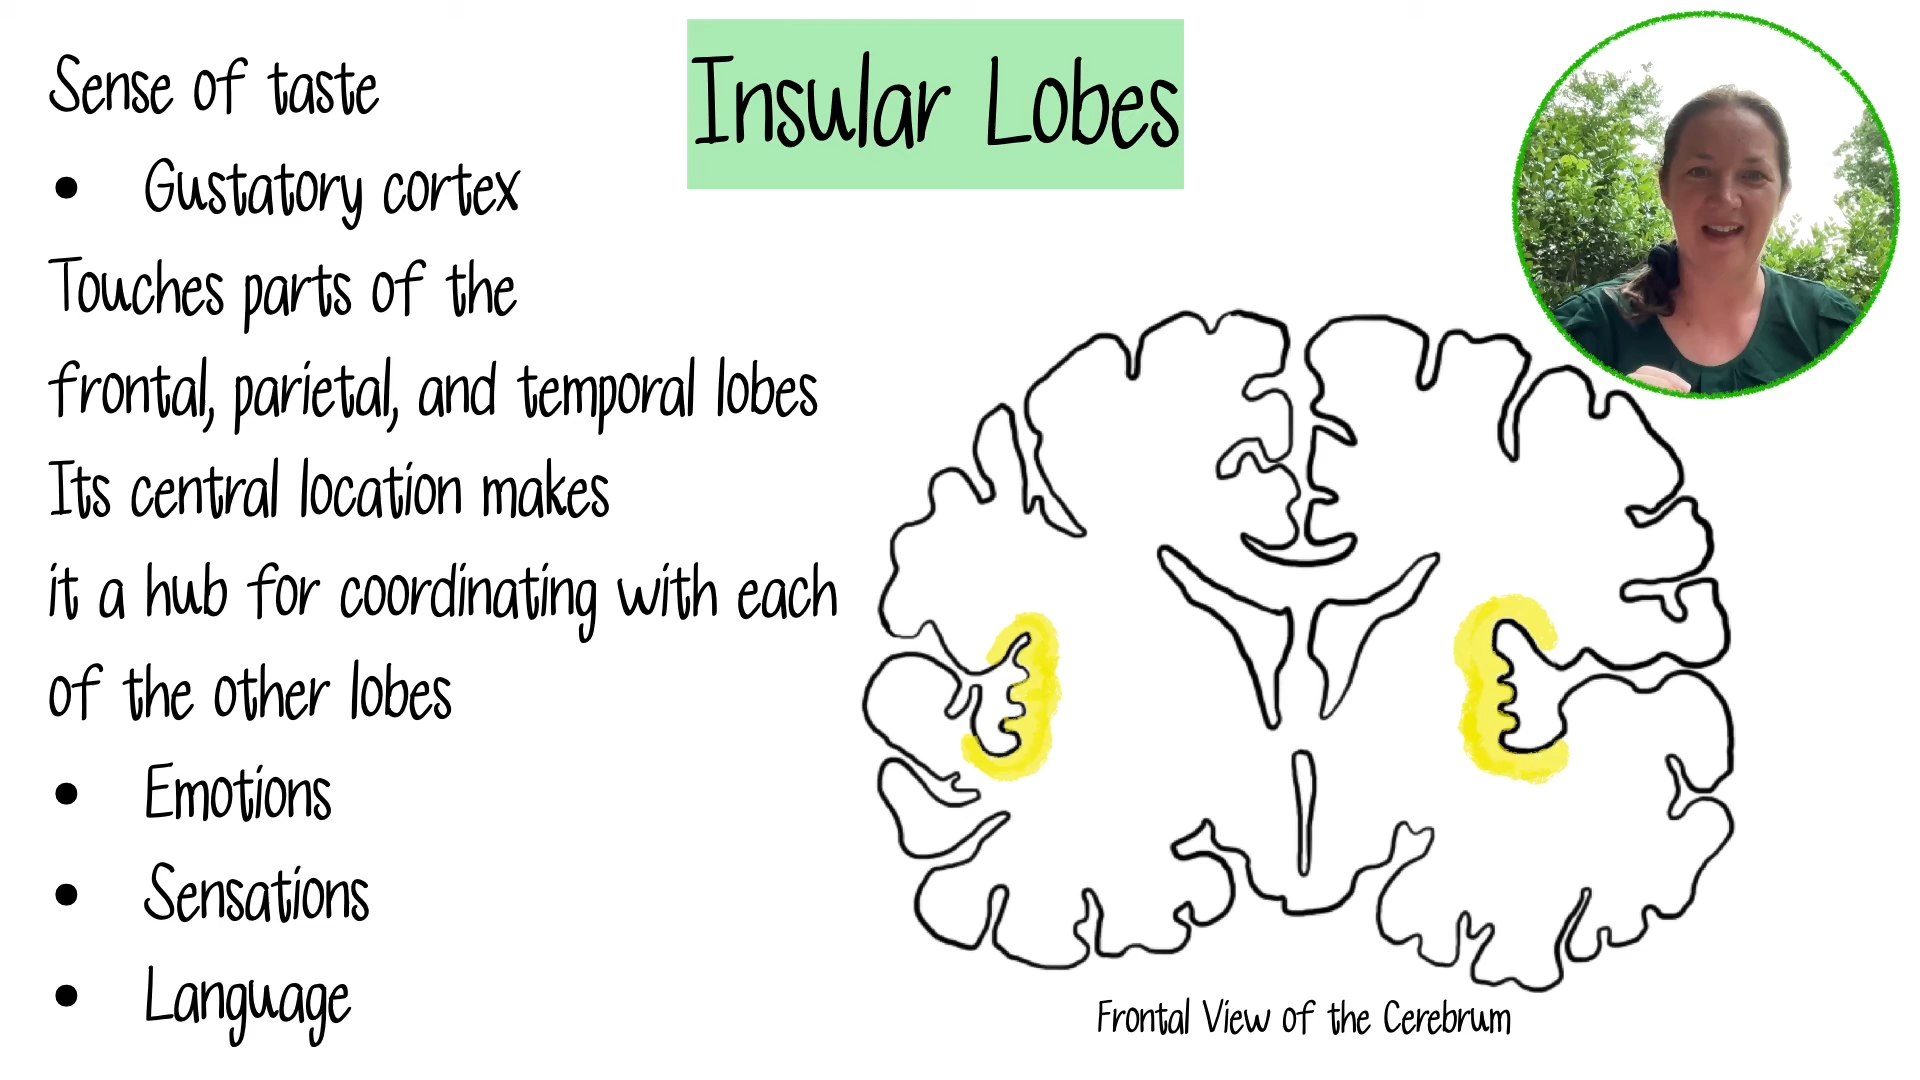 Insular Lobes
Sense of taste
• Gustatory cortex
Touches parts of the
frontal, parietal, and temporal lobes
Its central location makes
it a hub for coordinating with each
of the other lobes
• Emotions
• Sensations
• Language
Frontal View of the Cerebrum